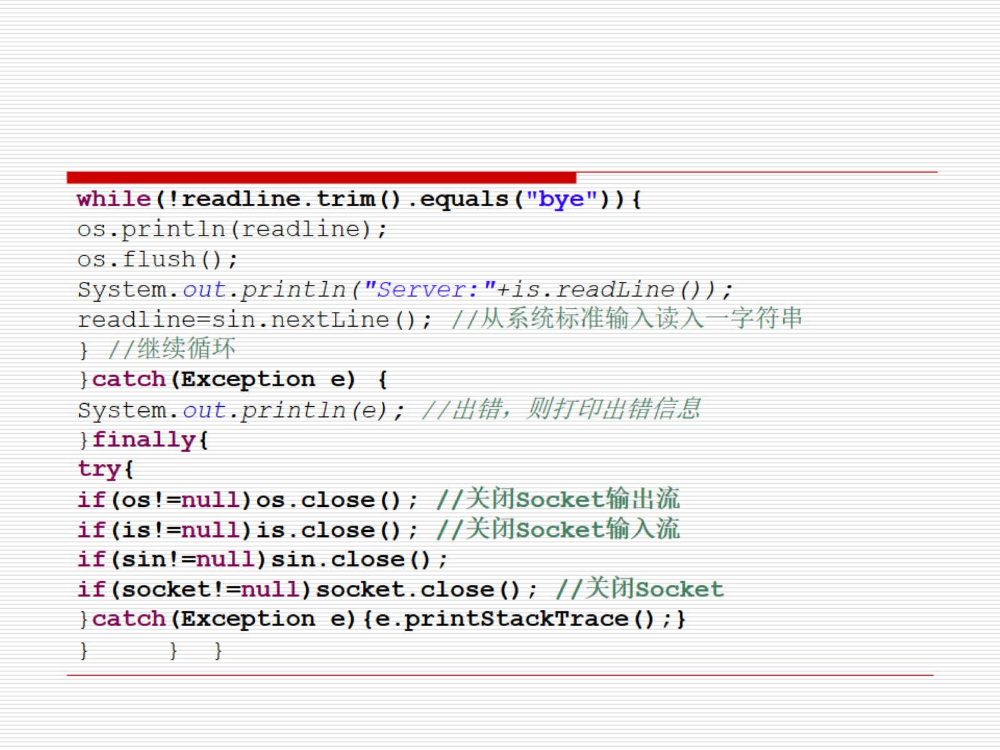 while(!readline.trim().equals("bye")){
os.println(readline);
os.flush();
System.out.println("Server:"+is.readLine());
readline=sin.nextLine(); //从系统标准输入读入一字符串
} //继续循环
}catch(Exception e) {
System.out.println(e); //出错，则打印出错信息
}finally{
try{
if(os!=null)os.close(); //关闭Socket输出流
if(is!=null)is.close(); //关闭Socket输入流
if(sin!=null)sin.close();
if(socket!=null)socket.close(); //关闭Socket
}catch(Exception e){e.printStackTrace();}
} } }